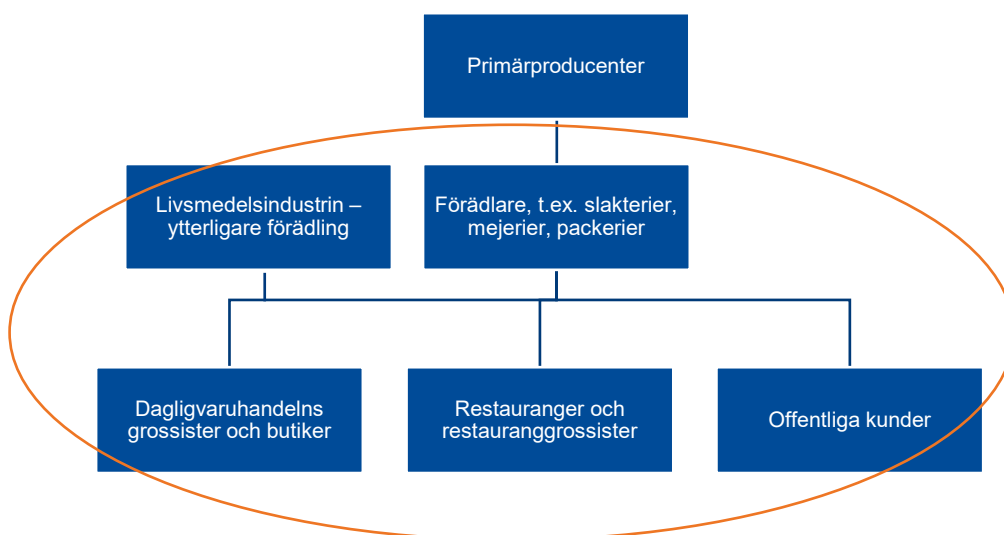 Primärproducenter
Livsmedelsindustrin –
ytterligare förädling
Förädlare, t.ex. slakterier,
mejerier, packerier
Dagligvaruhandelns
grossister och butiker
Restauranger och
restauranggrossister
Offentliga kunder